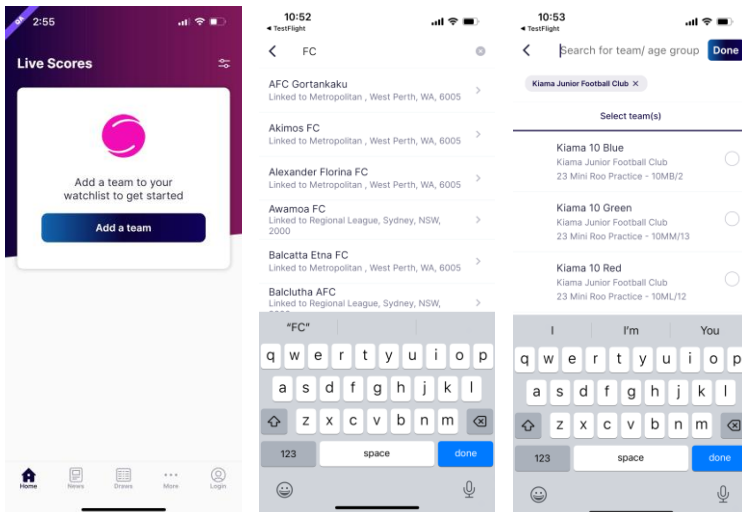 QA
2:55
Live Scores
Add a team to your
watchlist to get started
Add a team
Home
News
Draws
More
Login
10:52
◄ TestFlight
FC
AFC Gortankaku
Linked to Metropolitan , West Perth, WA, 6005
Akimos FC
Linked to Metropolitan , West Perth, WA, 6005
Alexander Florina FC
Linked to Metropolitan , West Perth, WA, 6005
Awamoa FC
Linked to Regional League, Sydney, NSW,
2000
Balcatta Etna FC
Linked to Metropolitan , West Perth, WA, 6005
Balclutha AFC
Linked to Regional League, Sydney, NSW,
"FC"
q w e r t y u i o p
a s d f g h j k l
z x c v b n m
123 space done
10:53
◄ TestFlight
Search for team/ age group
Done
Kiama Junior Football Club ×
Select team(s)
Kiama 10 Blue
Kiama Junior Football Club
23 Mini Roo Practice - 10MB/2
Kiama 10 Green
Kiama Junior Football Club
23 Mini Roo Practice - 10MM/13
Kiama 10 Red
Kiama Junior Football Club
23 Mini Roo Practice - 10ML/12
I I'm You
q w e r t y u i o p
a s d f g h j k l
z x c v b n m
123 space done